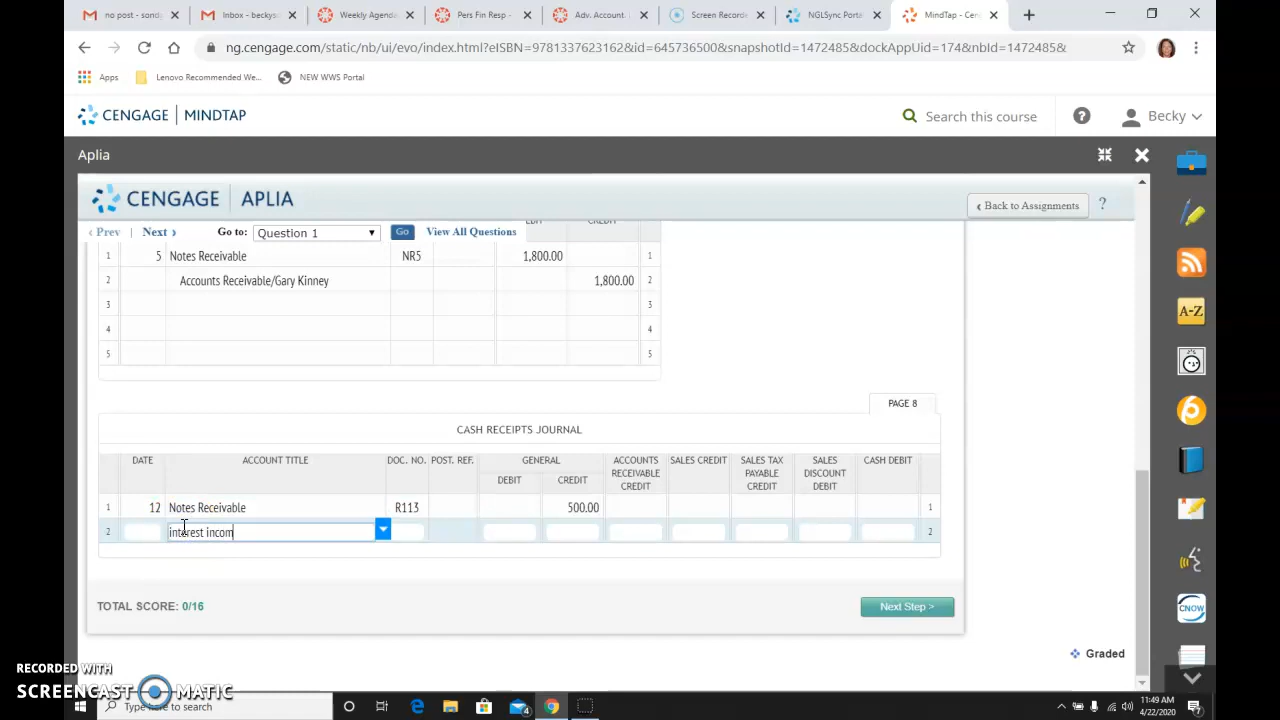 no post - sand
Inbox - beckys
Weekly Agenda
Pers Fin Resp -
Adv. Account.
Screen Recorde
NGLSync Porta
MindTap - Cen
ng.cengage.com/static/nb/ui/evo/index.html?eISBN=9781337623162&id=645736500&snapshotId=1472485&dockAppUid=174&nbId=1472485&
Apps
Lenovo Recommended We...
NEW WWS Portal
CENGAGE | MINDTAP
Search this course
Becky
Aplia
CENGAGE | APLIA
Back to Assignments
?
Prev | Next Go to: Question 1 Go View All Questions
1 5 Notes Receivable NR5 1,800.00 1
2 Accounts Receivable/Gary Kinney 1,800.00 2
3 3
4 4
5 5
PAGE 8
CASH RECEIPTS JOURNAL
DATE ACCOUNT TITLE DOC. NO. POST. REF. GENERAL ACCOUNTS RECEIVABLE CREDIT SALES CREDIT SALES TAX PAYABLE CREDIT SALES DISCOUNT DEBIT CASH DEBIT
DEBIT CREDIT
1 12 Notes Receivable R113 500.00 1
2 interest incom 2
TOTAL SCORE: 0/16
Next Step >
Graded
A-Z
CNOW
RECORDED WITH
SCREENCAST MATIC
Type here to search
4
11:49 AM
4/22/2020
7